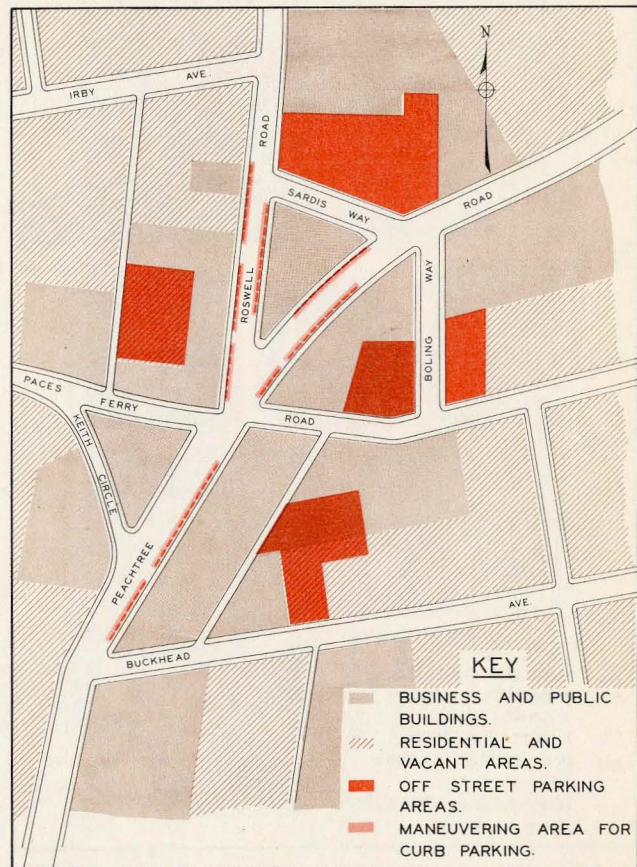 N
IRBY AVE.
ROAD
SARDIS WAY
ROAD
ROSWELL
BOLING WAY
PACES FERRY ROAD
KEITH CIRCLE
PEACHTREE
BUCKHEAD AVE.
KEY
BUSINESS AND PUBLIC
BUILDINGS.
RESIDENTIAL AND
VACANT AREAS.
OFF STREET PARKING
AREAS.
MANEUVERING AREA FOR
CURB PARKING.